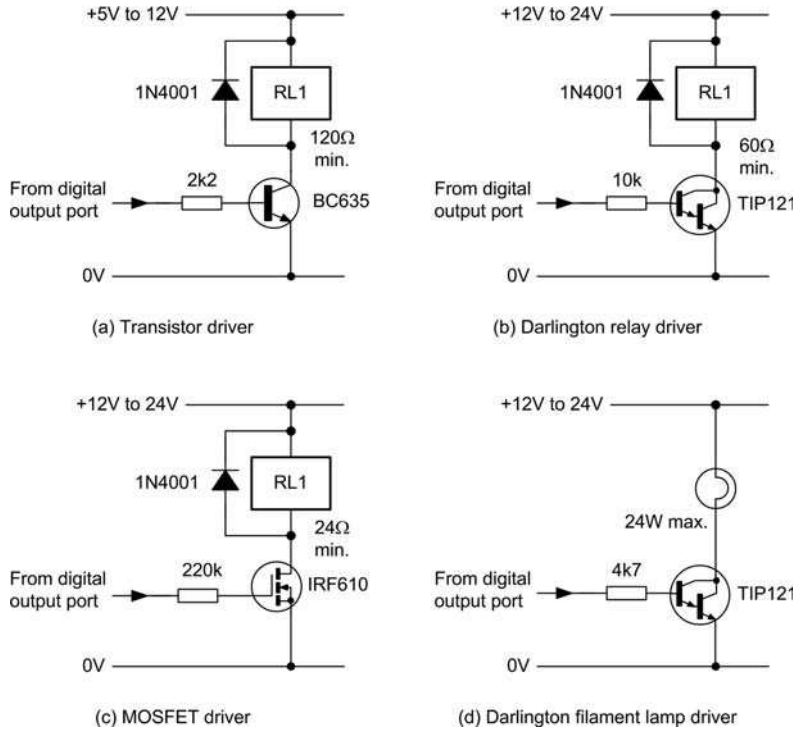 +5V to 12V
1N4001
RL1
120Ω
min.
From digital
output port
2k2
BC635
0V
(a) Transistor driver
+12V to 24V
1N4001
RL1
60Ω
min.
From digital
output port
10k
TIP121
0V
(b) Darlington relay driver
+12V to 24V
1N4001
RL1
24Ω
min.
From digital
output port
220k
IRF610
0V
(c) MOSFET driver
+12V to 24V
24W max.
From digital
output port
4k7
TIP121
0V
(d) Darlington filament lamp driver